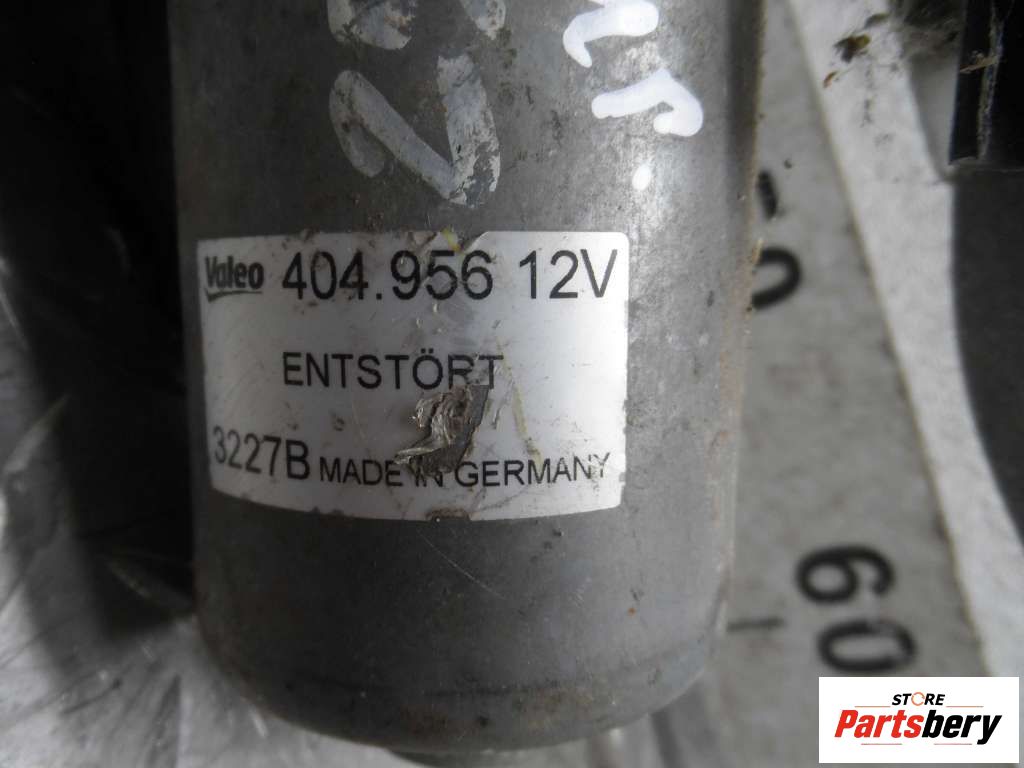 Valeo 404.956 12V
ENTSTÖRT
3227B MADE IN GERMANY
60
STORE
Partsbery